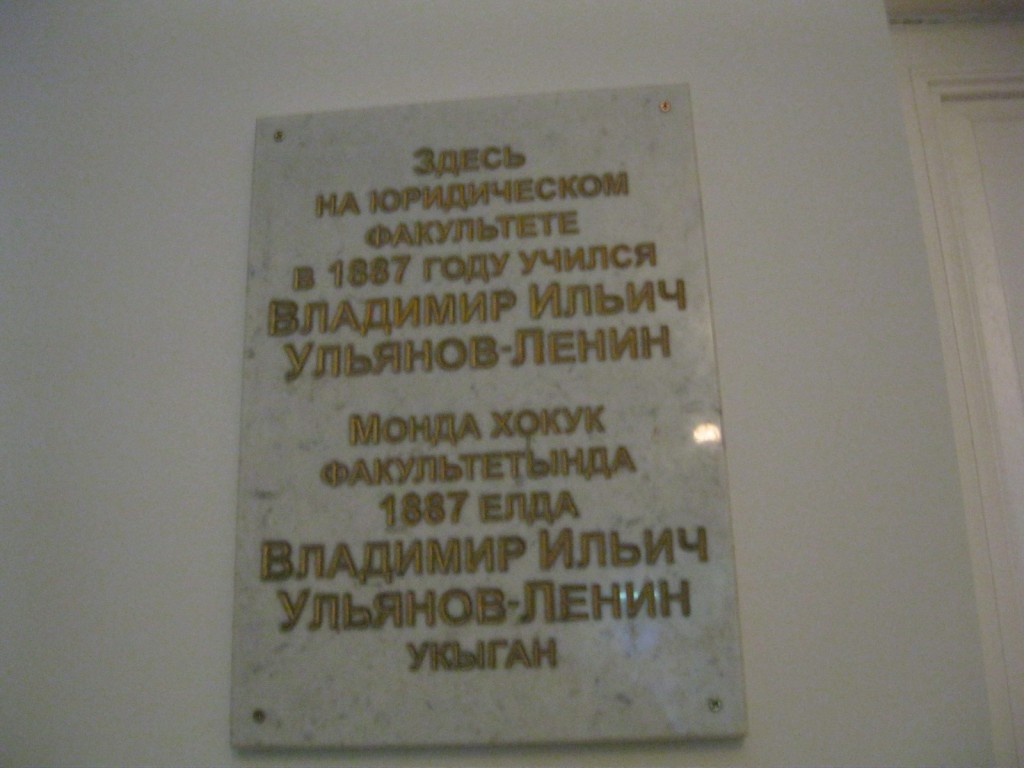 Здесь
на юридическом
факультете
в 1887 году учился
Владимир Ильич
Ульянов-Ленин
Монда хокук
факультетында
1887 елда
Владимир Ильич
Ульянов-Ленин
укыган